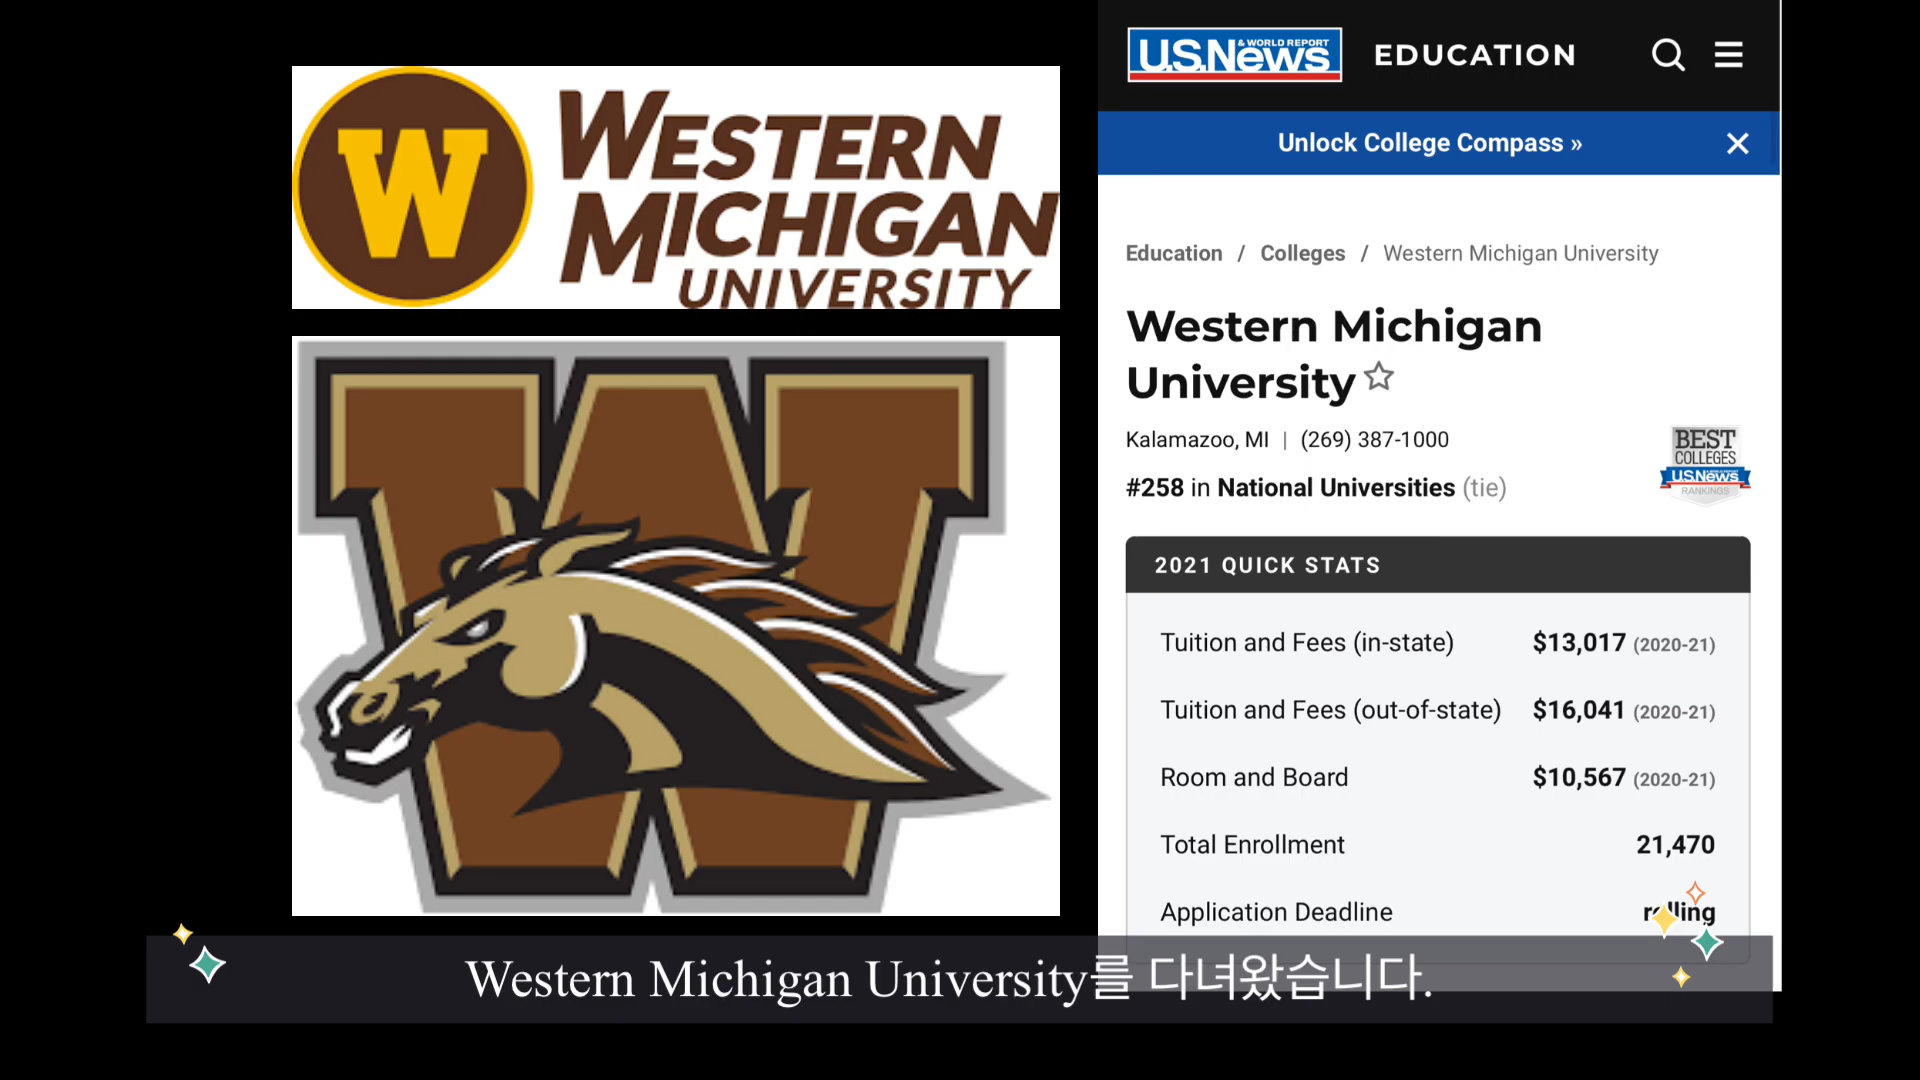 W
WESTERN
MICHIGAN
UNIVERSITY
W
U.S.News
& WORLD REPORT
EDUCATION
Unlock College Compass »
Education / Colleges / Western Michigan University
Western Michigan
University
Kalamazoo, MI | (269) 387-1000
#258 in National Universities (tie)
BEST
COLLEGES
U.S.News
RANKINGS
2021 QUICK STATS
Tuition and Fees (in-state) $13,017 (2020-21)
Tuition and Fees (out-of-state) $16,041 (2020-21)
Room and Board $10,567 (2020-21)
Total Enrollment 21,470
Application Deadline rolling
Western Michigan University를 다녀왔습니다.